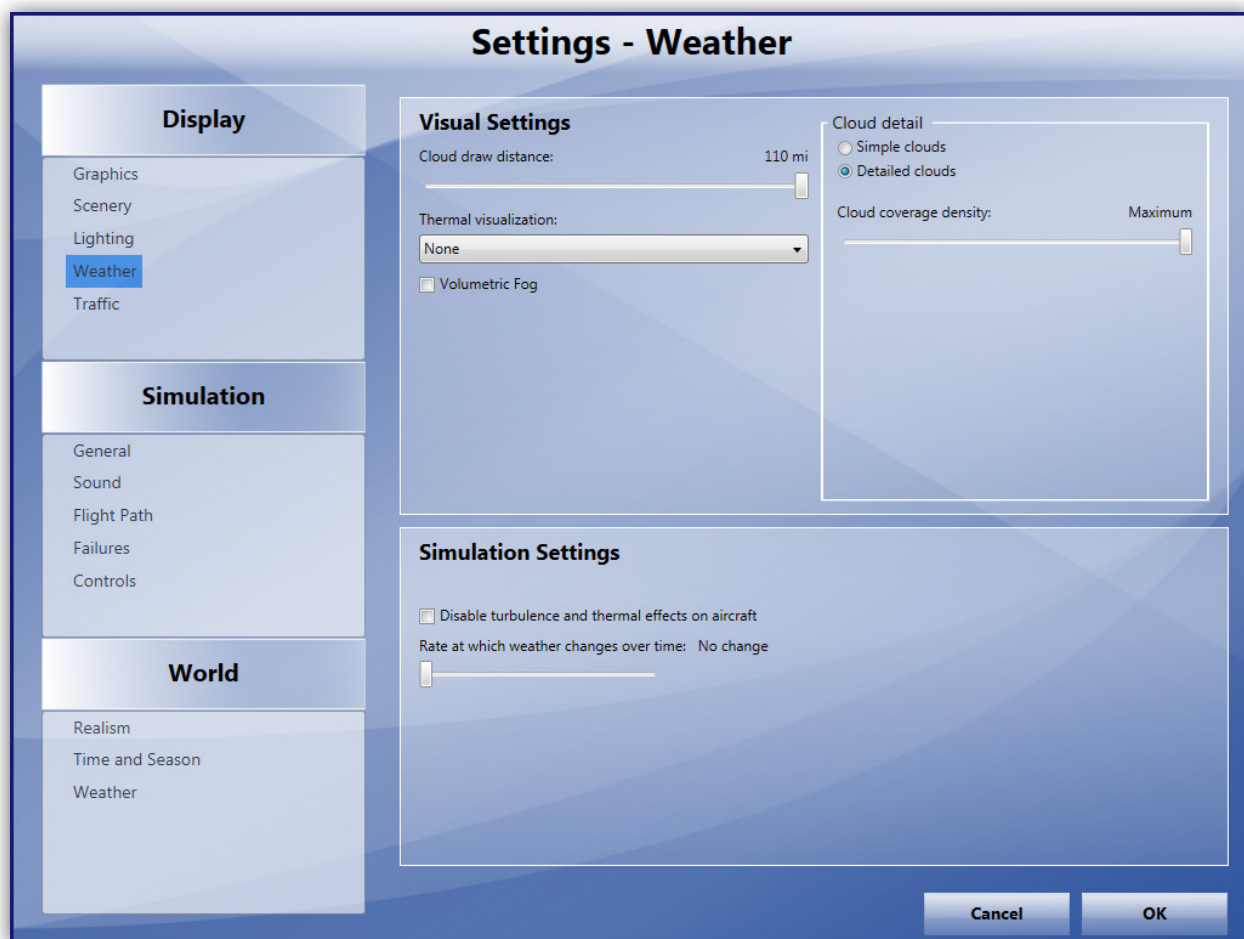 Settings - Weather
Display
Graphics
Scenery
Lighting
Weather
Traffic
Simulation
General
Sound
Flight Path
Failures
Controls
World
Realism
Time and Season
Weather
Visual Settings
Cloud draw distance: 110 mi
Thermal visualization:
None
Volumetric Fog
Cloud detail
Simple clouds
Detailed clouds
Cloud coverage density: Maximum
Simulation Settings
Disable turbulence and thermal effects on aircraft
Rate at which weather changes over time: No change
Cancel OK